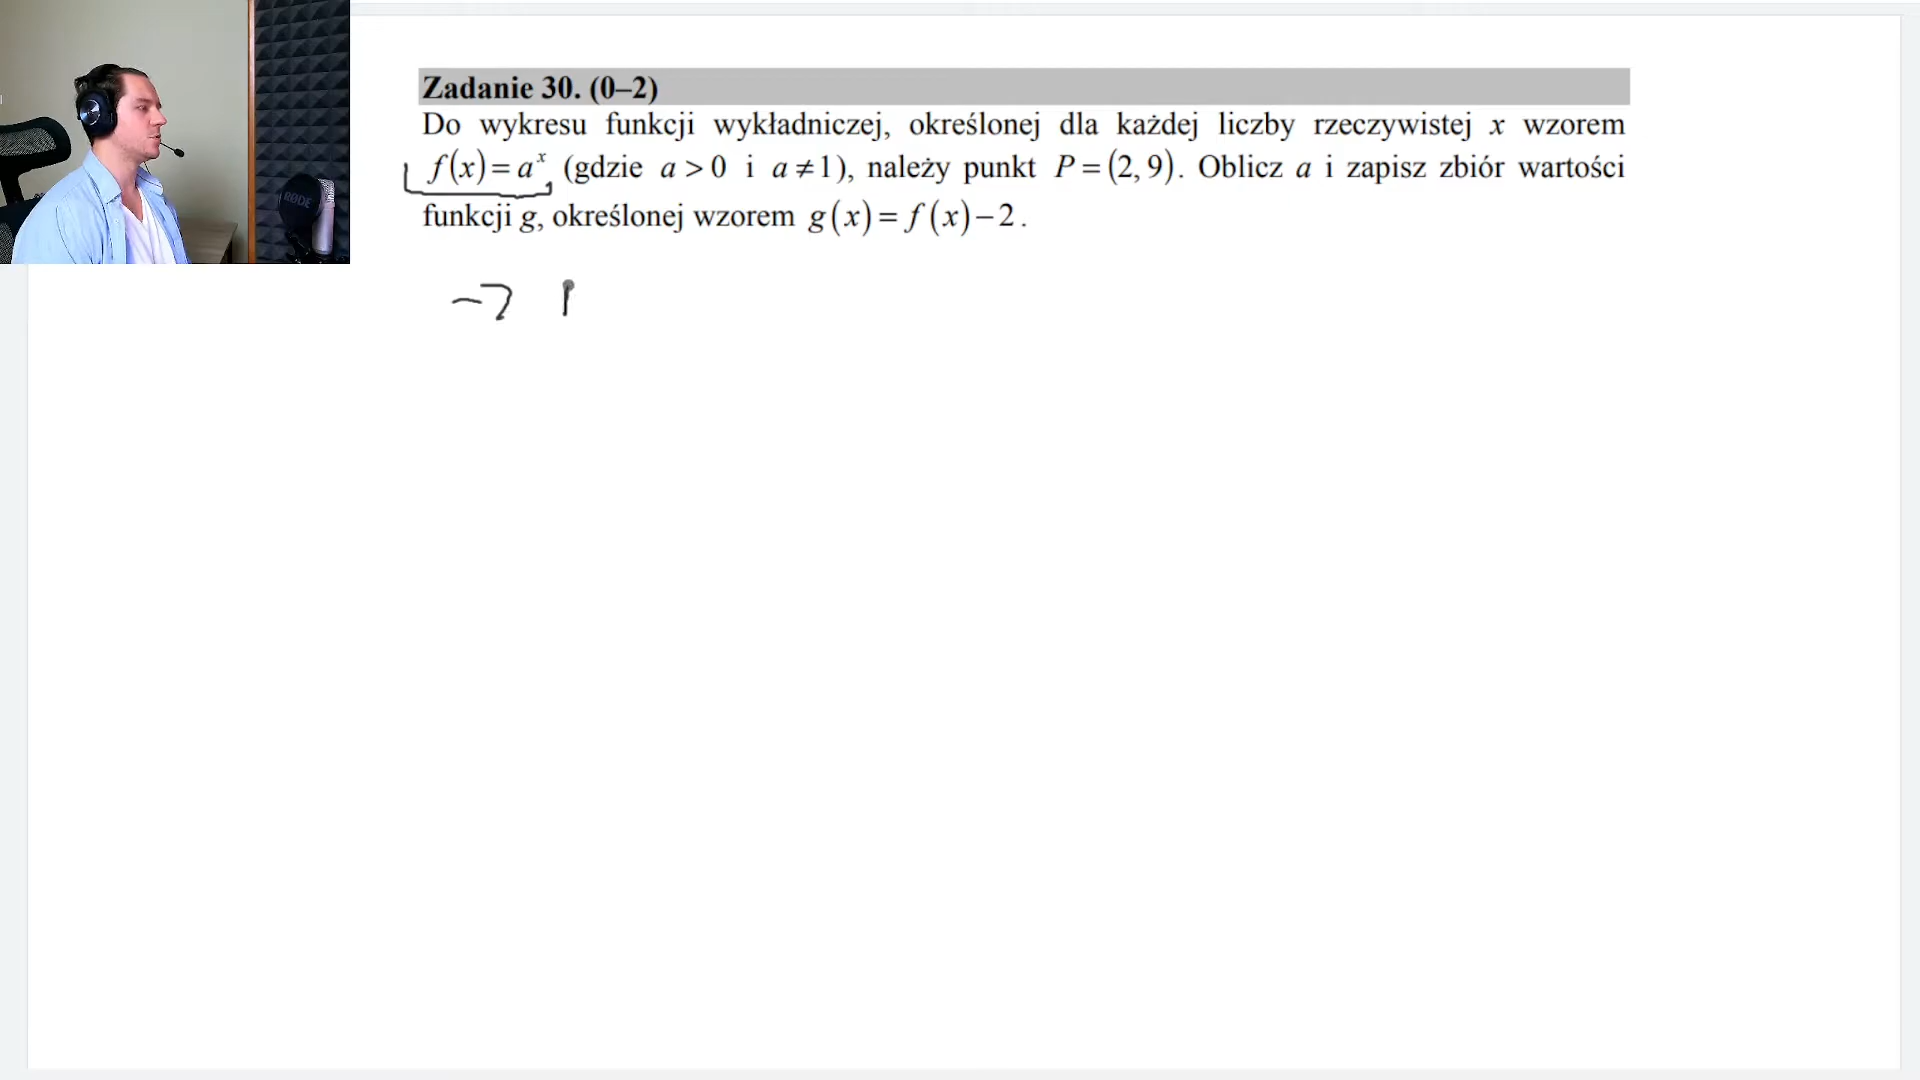 Zadanie 30. (0–2)
Do wykresu funkcji wykładniczej, określonej dla każdej liczby rzeczywistej x wzorem
f(x) = a^x (gdzie a > 0 i a ≠ 1), należy punkt P = (2, 9). Oblicz a i zapisz zbiór wartości
funkcji g, określonej wzorem g(x) = f(x) − 2.
RØDE